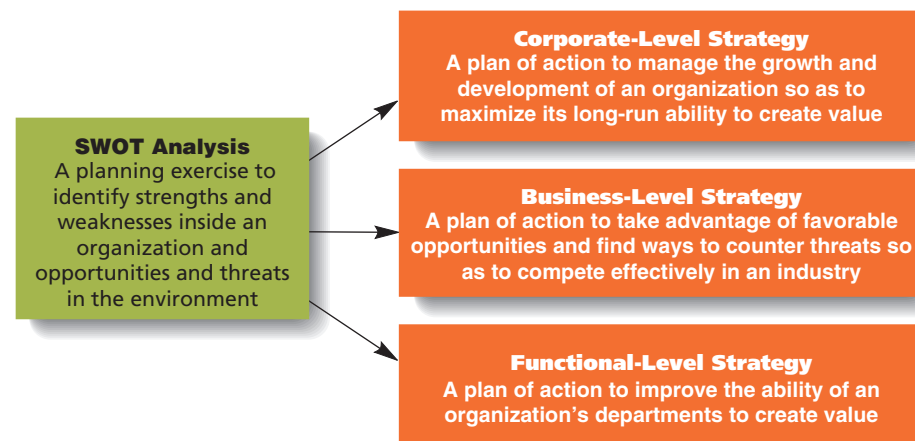 SWOT Analysis
A planning exercise to
identify strengths and
weaknesses inside an
organization and
opportunities and threats
in the environment
Corporate-Level Strategy
A plan of action to manage the growth and
development of an organization so as to
maximize its long-run ability to create value
Business-Level Strategy
A plan of action to take advantage of favorable
opportunities and find ways to counter threats so
as to compete effectively in an industry
Functional-Level Strategy
A plan of action to improve the ability of an
organization’s departments to create value